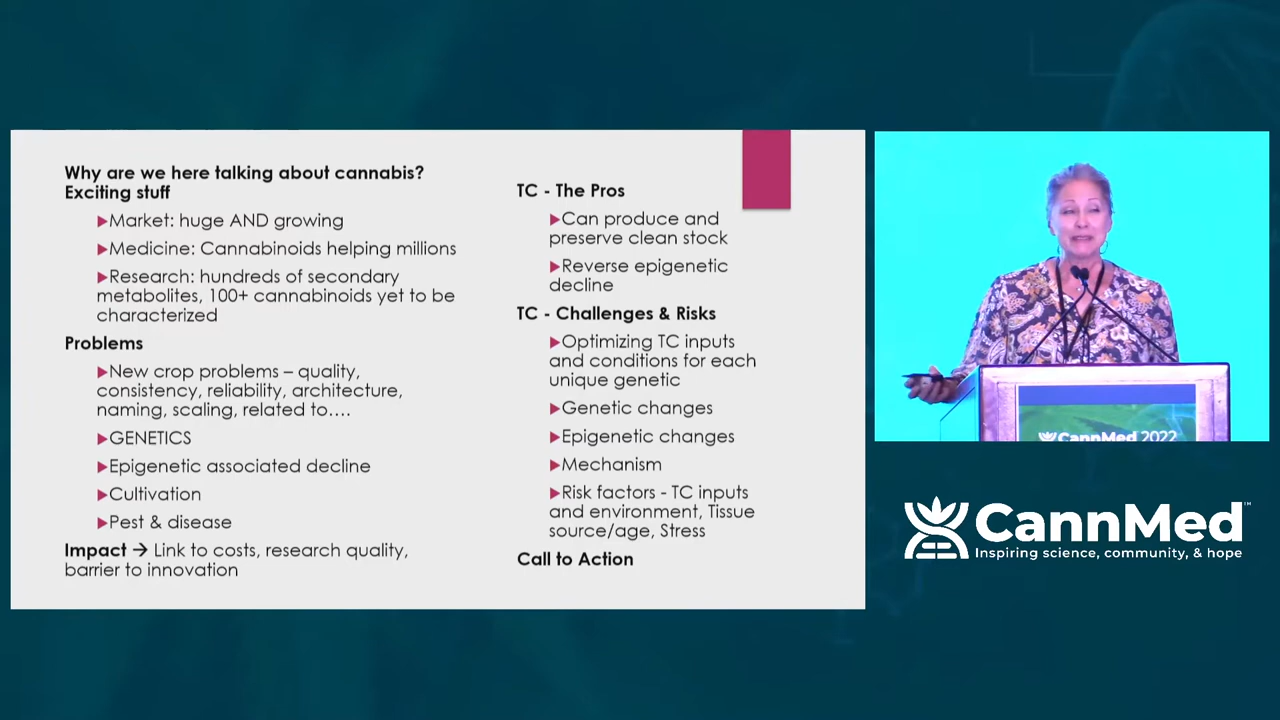 Why are we here talking about cannabis?
Exciting stuff
▶Market: huge AND growing
▶Medicine: Cannabinoids helping millions
▶Research: hundreds of secondary
metabolites, 100+ cannabinoids yet to be
characterized
Problems
▶New crop problems – quality,
consistency, reliability, architecture,
naming, scaling, related to....
▶GENETICS
▶Epigenetic associated decline
▶Cultivation
▶Pest & disease
Impact → Link to costs, research quality,
barrier to innovation
TC - The Pros
▶Can produce and
preserve clean stock
▶Reverse epigenetic
decline
TC - Challenges & Risks
▶Optimizing TC inputs
and conditions for each
unique genetic
▶Genetic changes
▶Epigenetic changes
▶Mechanism
▶Risk factors - TC inputs
and environment, Tissue
source/age, Stress
Call to Action
CannMed 2022
CannMed™
Inspiring science, community, & hope